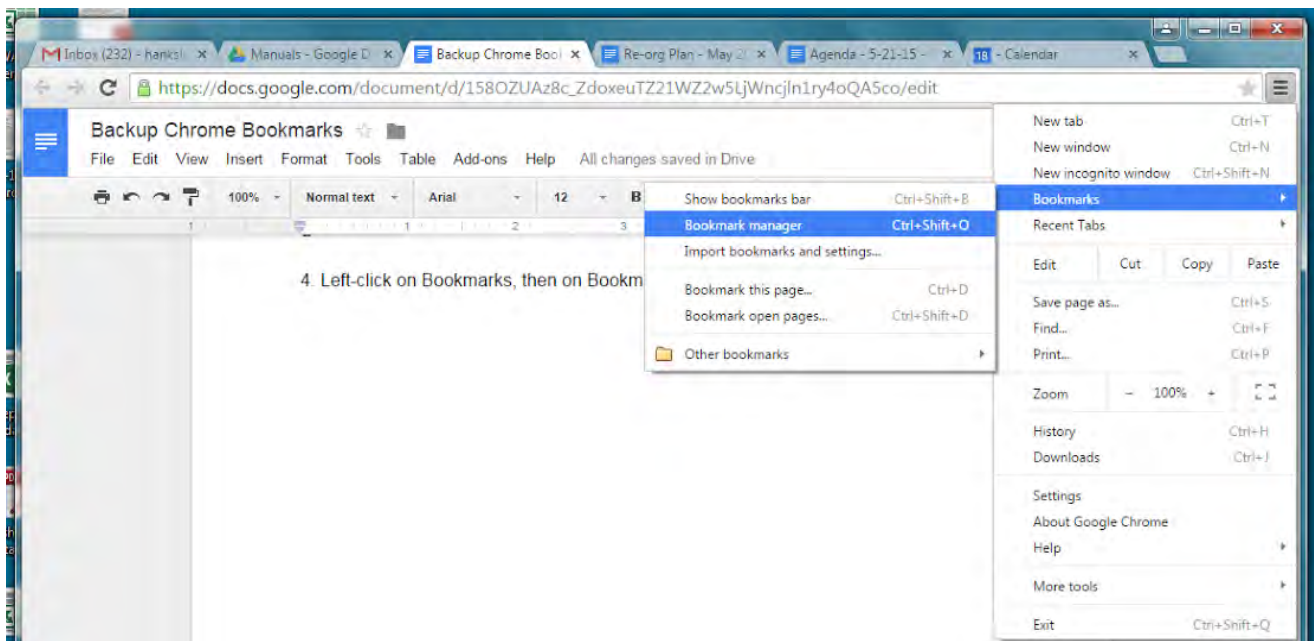 Inbox (232) - hanksl
Manuals - Google D
Backup Chrome Bool
Re-org Plan - May 2
Agenda - 5-21-15 -
18 - Calendar
https://docs.google.com/document/d/158OZUAz8c_ZdoxeuTZ21WZ2w5LjWncjln1ry4oQA5co/edit
Backup Chrome Bookmarks
File Edit View Insert Format Tools Table Add-ons Help All changes saved in Drive
100% Normal text Arial 12 B
1 1 2 3
4. Left-click on Bookmarks, then on Bookm
Show bookmarks bar Ctrl+Shift+B
Bookmark manager Ctrl+Shift+O
Import bookmarks and settings...
Bookmark this page... Ctrl+D
Bookmark open pages... Ctrl+Shift+D
Other bookmarks
New tab Ctrl+T
New window Ctrl+N
New incognito window Ctrl+Shift+N
Bookmarks
Recent Tabs
Edit Cut Copy Paste
Save page as... Ctrl+S
Find... Ctrl+F
Print... Ctrl+P
Zoom - 100% +
History Ctrl+H
Downloads Ctrl+J
Settings
About Google Chrome
Help
More tools
Exit Ctrl+Shift+Q